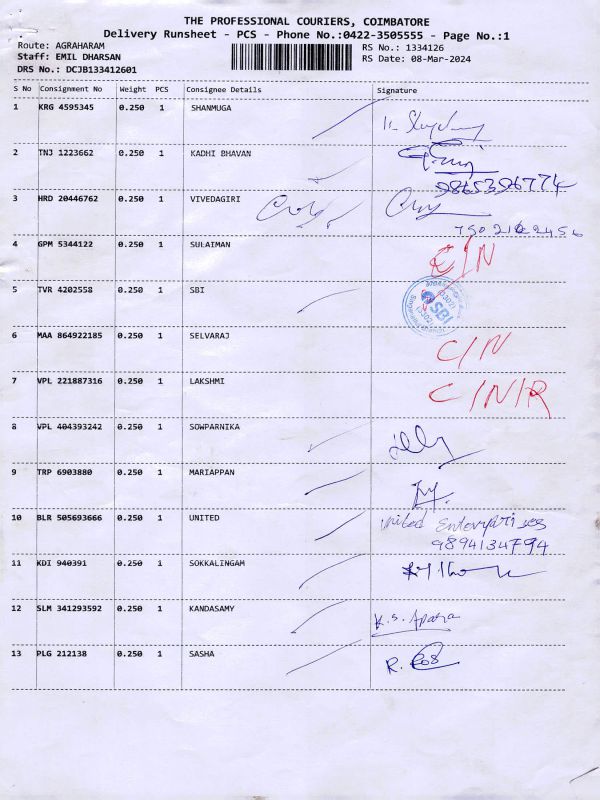 THE PROFESSIONAL COURIERS, COIMBATORE
Delivery Runsheet - PCS - Phone No.:0422-3505555 - Page No.:1
Route: AGRAHARAM
RS No.: 1334126
Staff: EMIL DHARSAN
RS Date: 08-Mar-2024
DRS No.: DCJB133412601
S No Consignment No Weight PCS Consignee Details Signature
1 KRG 4595345 0.250 1 SHANMUGA
2 TNJ 1223662 0.250 1 KADHI BHAVAN
9865396774
3 HRD 20446762 0.250 1 VIVEDAGIRI
4 GPM 5344122 0.250 1 SULAIMAN C/N
5 TVR 4202558 0.250 1 SBI SBI
6 MAA 864922185 0.250 1 SELVARAJ C/N
7 VPL 221887316 0.250 1 LAKSHMI C/N/R
8 VPL 404393242 0.250 1 SOWPARNIKA
9 TRP 6903880 0.250 1 MARIAPPAN
10 BLR 505693666 0.250 1 UNITED United Enterprises
9894134794
11 KDI 940391 0.250 1 SOKKALINGAM
12 SLM 341293592 0.250 1 KANDASAMY K.S.
13 PLG 212138 0.250 1 SASHA R.